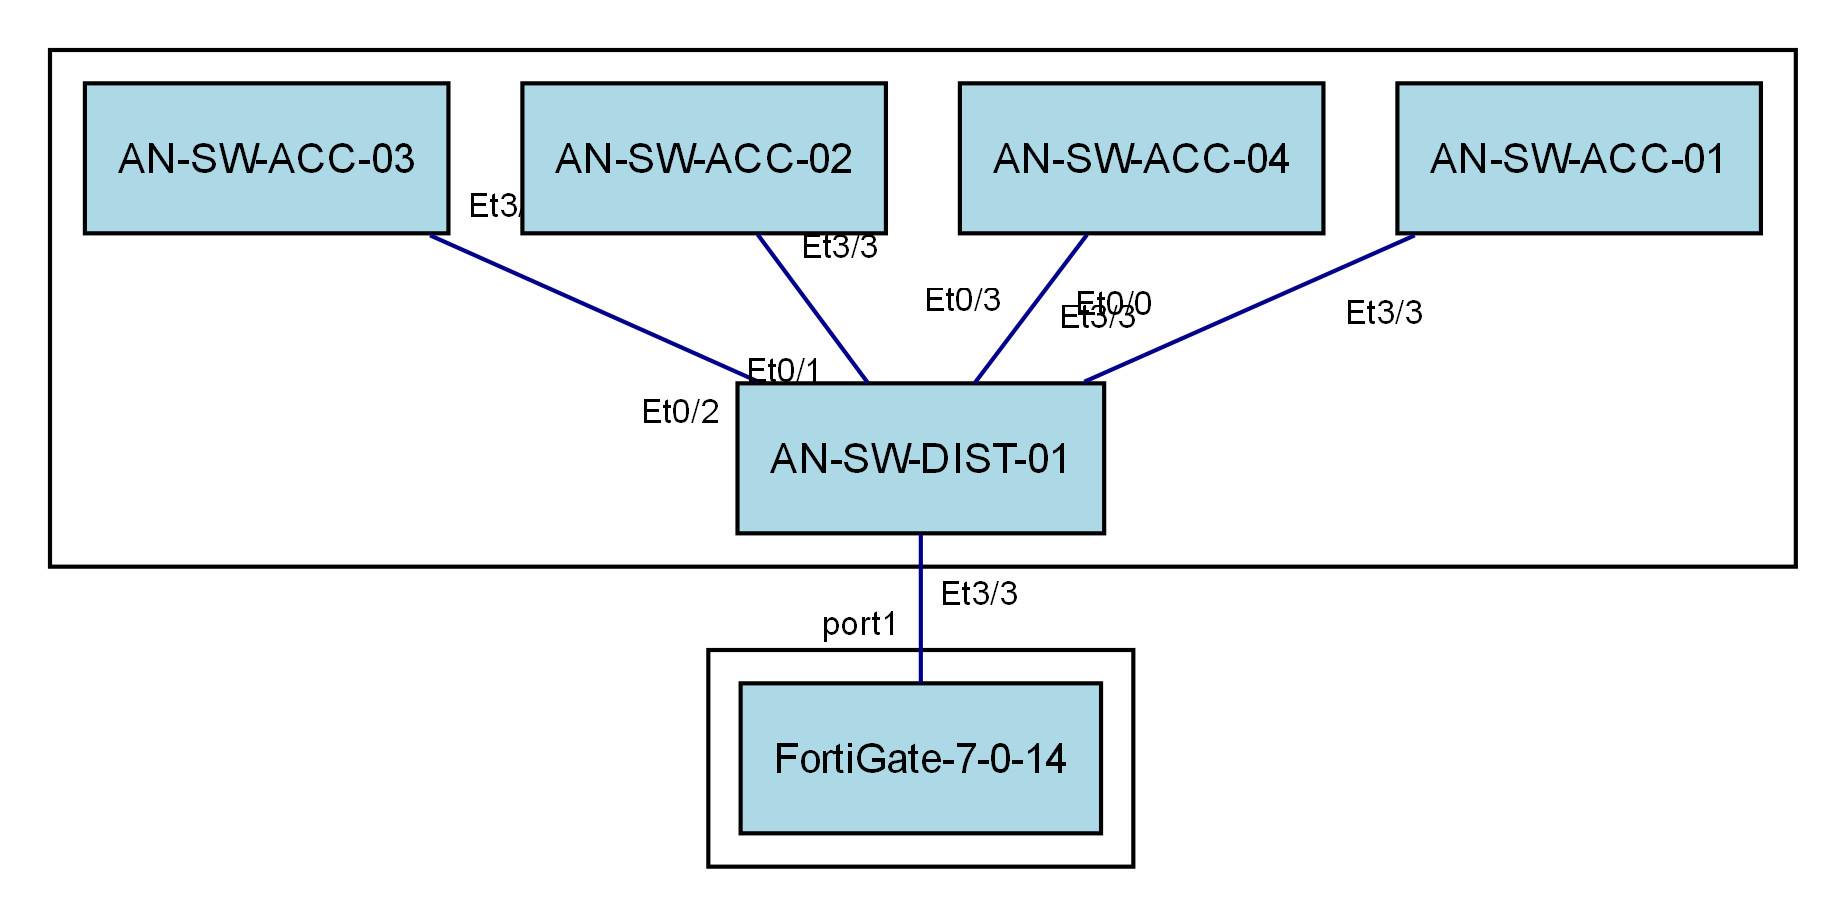 AN-SW-ACC-03
AN-SW-ACC-02
AN-SW-ACC-04
AN-SW-ACC-01
Et3/
Et3/3
Et0/3
Et0/0
Et3/3
Et3/3
Et0/1
Et0/2
AN-SW-DIST-01
Et3/3
port1
FortiGate-7-0-14